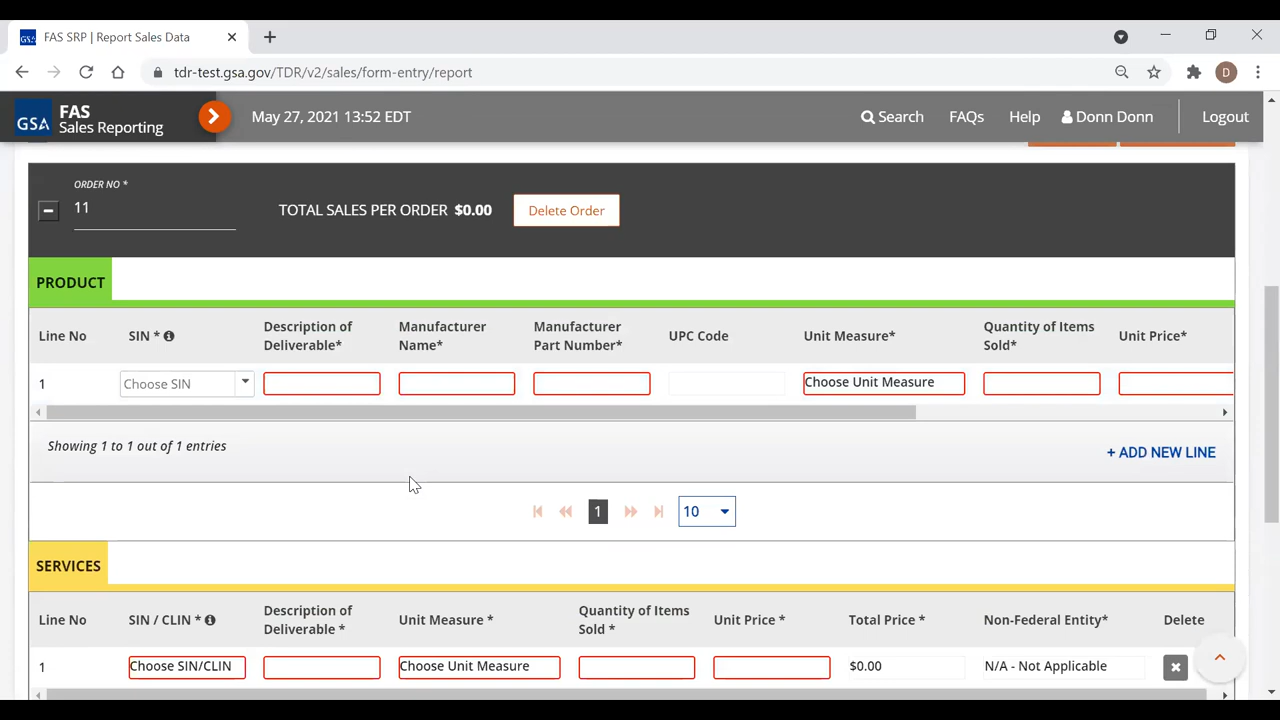 FAS SRP | Report Sales Data
tdr-test.gsa.gov/TDR/v2/sales/form-entry/report
D
GSA
FAS
Sales Reporting
May 27, 2021 13:52 EDT
Search
FAQs
Help
Donn Donn
Logout
ORDER NO *
11
TOTAL SALES PER ORDER $0.00
Delete Order
PRODUCT
Line No
SIN *
Description of
Deliverable*
Manufacturer
Name*
Manufacturer
Part Number*
UPC Code
Unit Measure*
Quantity of Items
Sold*
Unit Price*
1
Choose SIN
Choose Unit Measure
Showing 1 to 1 out of 1 entries
+ ADD NEW LINE
1
10
SERVICES
Line No
SIN / CLIN *
Description of
Deliverable *
Unit Measure *
Quantity of Items
Sold *
Unit Price *
Total Price *
Non-Federal Entity*
Delete
1
Choose SIN/CLIN
Choose Unit Measure
$0.00
N/A - Not Applicable